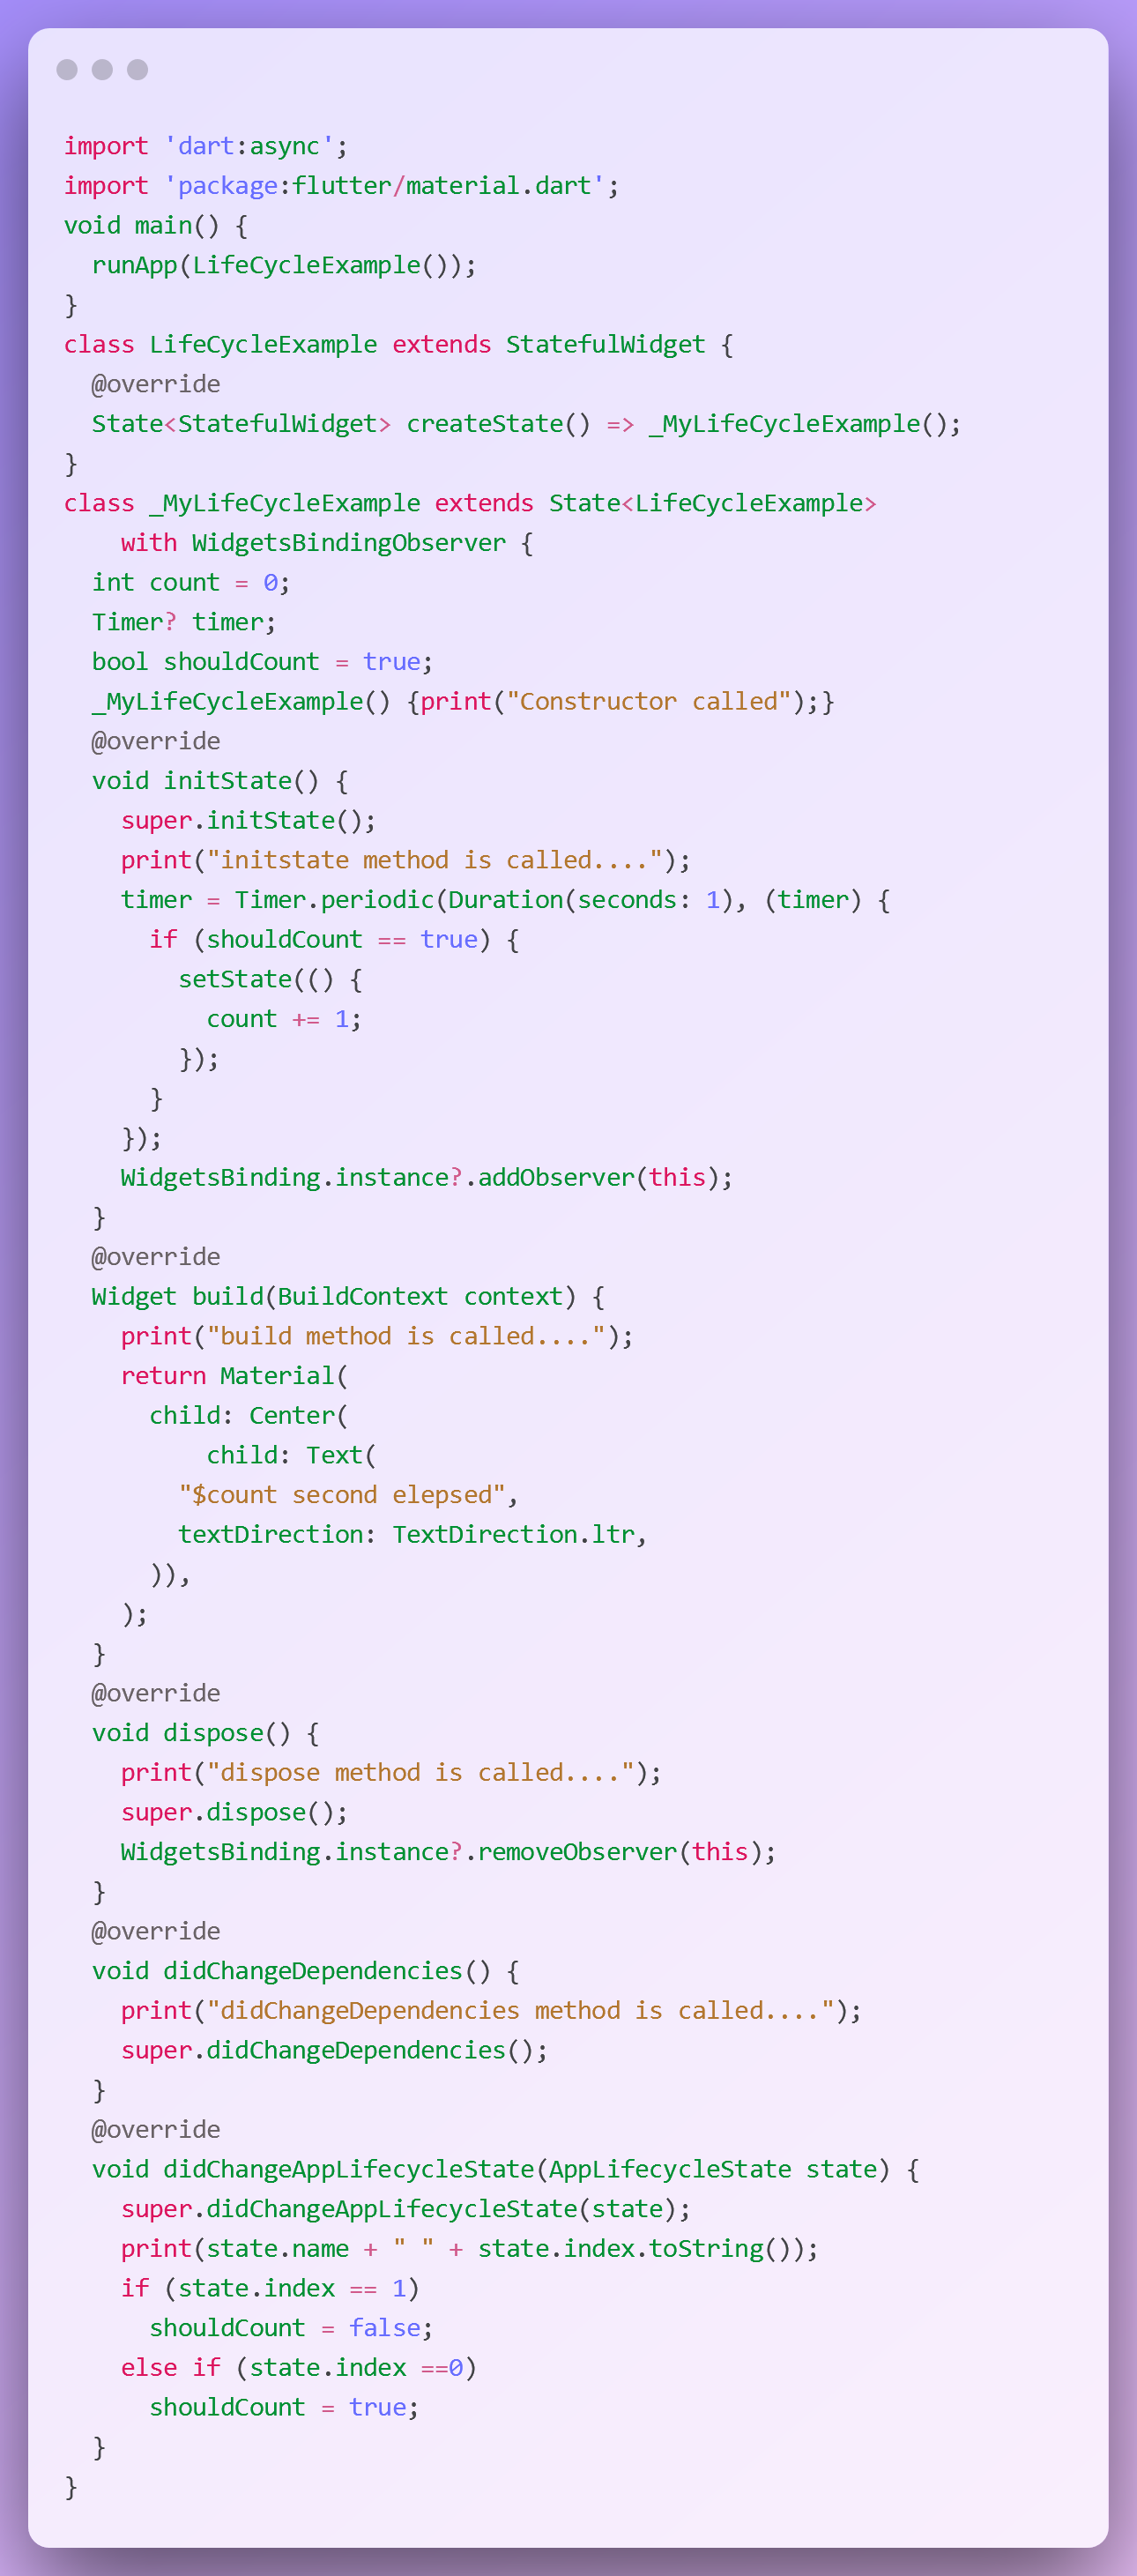 import 'dart:async';
import 'package:flutter/material.dart';
void main() {
  runApp(LifeCycleExample());
}
class LifeCycleExample extends StatefulWidget {
  @override
  State<StatefulWidget> createState() => _MyLifeCycleExample();
}
class _MyLifeCycleExample extends State<LifeCycleExample>
    with WidgetsBindingObserver {
  int count = 0;
  Timer? timer;
  bool shouldCount = true;
  _MyLifeCycleExample() {print("Constructor called");}
  @override
  void initState() {
    super.initState();
    print("initstate method is called....");
    timer = Timer.periodic(Duration(seconds: 1), (timer) {
      if (shouldCount == true) {
        setState(() {
          count += 1;
        });
      }
    });
    WidgetsBinding.instance?.addObserver(this);
  }
  @override
  Widget build(BuildContext context) {
    print("build method is called....");
    return Material(
      child: Center(
          child: Text(
        "$count second elepsed",
        textDirection: TextDirection.ltr,
      )),
    );
  }
  @override
  void dispose() {
    print("dispose method is called....");
    super.dispose();
    WidgetsBinding.instance?.removeObserver(this);
  }
  @override
  void didChangeDependencies() {
    print("didChangeDependencies method is called....");
    super.didChangeDependencies();
  }
  @override
  void didChangeAppLifecycleState(AppLifecycleState state) {
    super.didChangeAppLifecycleState(state);
    print(state.name + " " + state.index.toString());
    if (state.index == 1)
      shouldCount = false;
    else if (state.index ==0)
      shouldCount = true;
  }
}